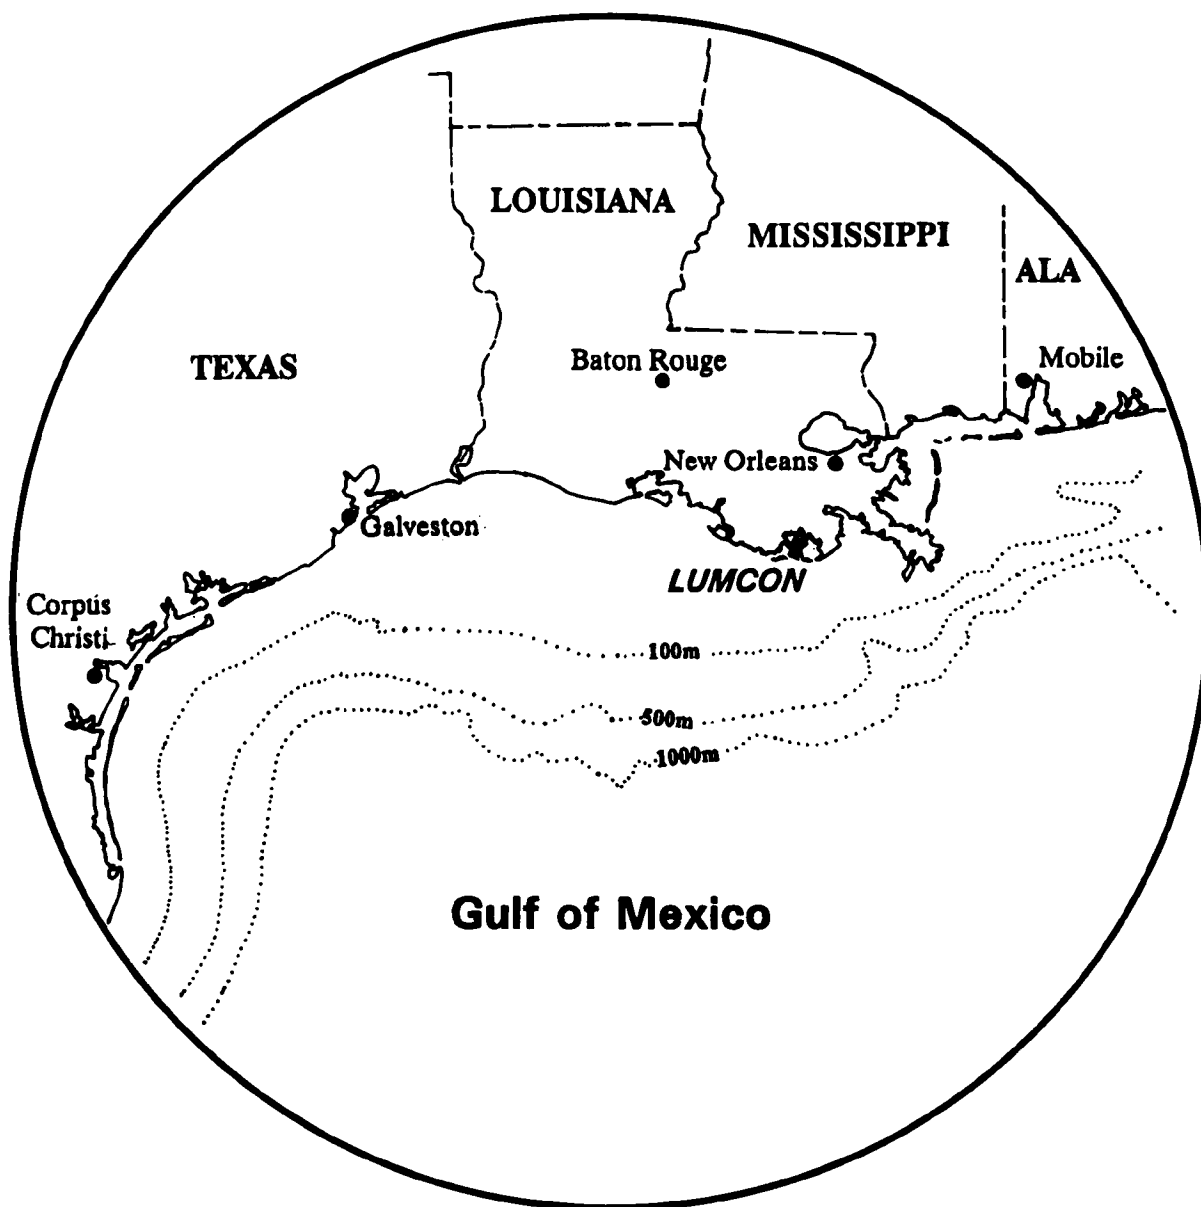 LOUISIANA
MISSISSIPPI
ALA
TEXAS
Baton Rouge
Mobile
New Orleans
Galveston
LUMCON
Corpus
Christi
100m
500m
1000m
Gulf of Mexico